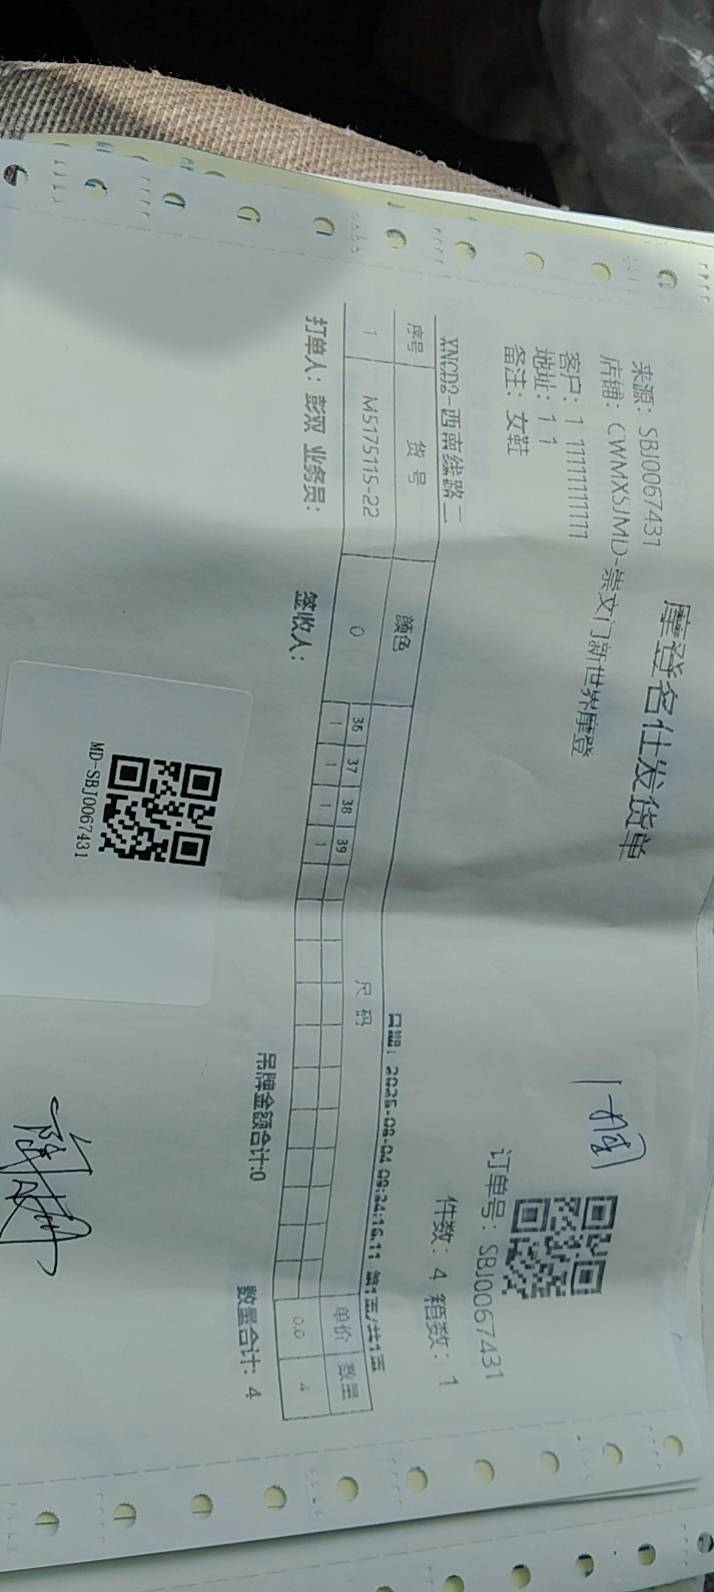 摩登名仕发货单
来源：SBJ0067431
店铺：CWMXSJMD-崇文门新世界摩登
客户：1 11111111111
地址：1 1
备注：女鞋
1
订单号：SBJ0067431
件数：4 箱数：1
XNCD2-西南线路二
日期：2025-08-04 09:34:16.11 第1页/共1页
序号 货号 颜色 尺码 单价 数量
36 37 38 39
1 M5175115-22 0 1 1 1 1 0.0 4
打单人：彭双 业务员：
签收人：
吊牌金额合计:0
数量合计：4
MD-SBJ0067431